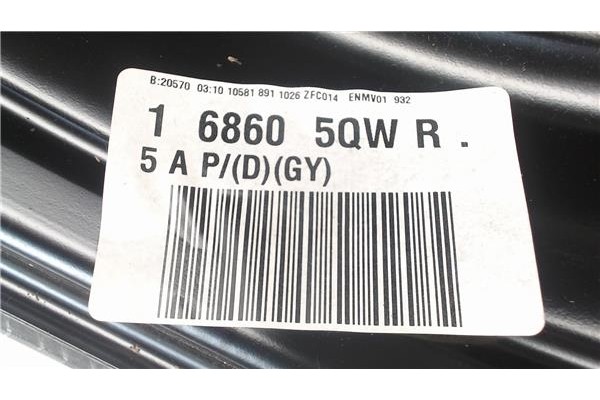 B:20570 03:10 10581 891 1026 ZFC014 ENMV01 932
1 6860 5QW R .
5 A P/(D)(GY)